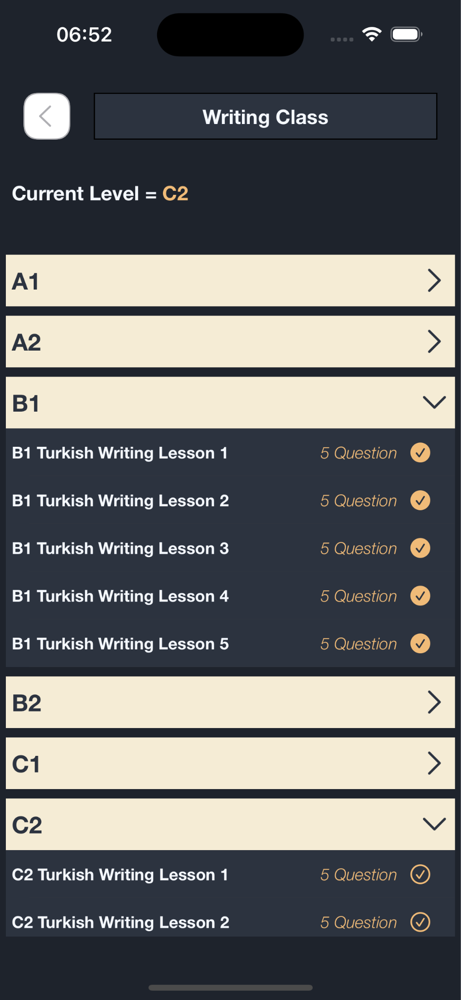 06:52
Writing Class
Current Level = C2
A1
A2
B1
B1 Turkish Writing Lesson 1 5 Question
B1 Turkish Writing Lesson 2 5 Question
B1 Turkish Writing Lesson 3 5 Question
B1 Turkish Writing Lesson 4 5 Question
B1 Turkish Writing Lesson 5 5 Question
B2
C1
C2
C2 Turkish Writing Lesson 1 5 Question
C2 Turkish Writing Lesson 2 5 Question